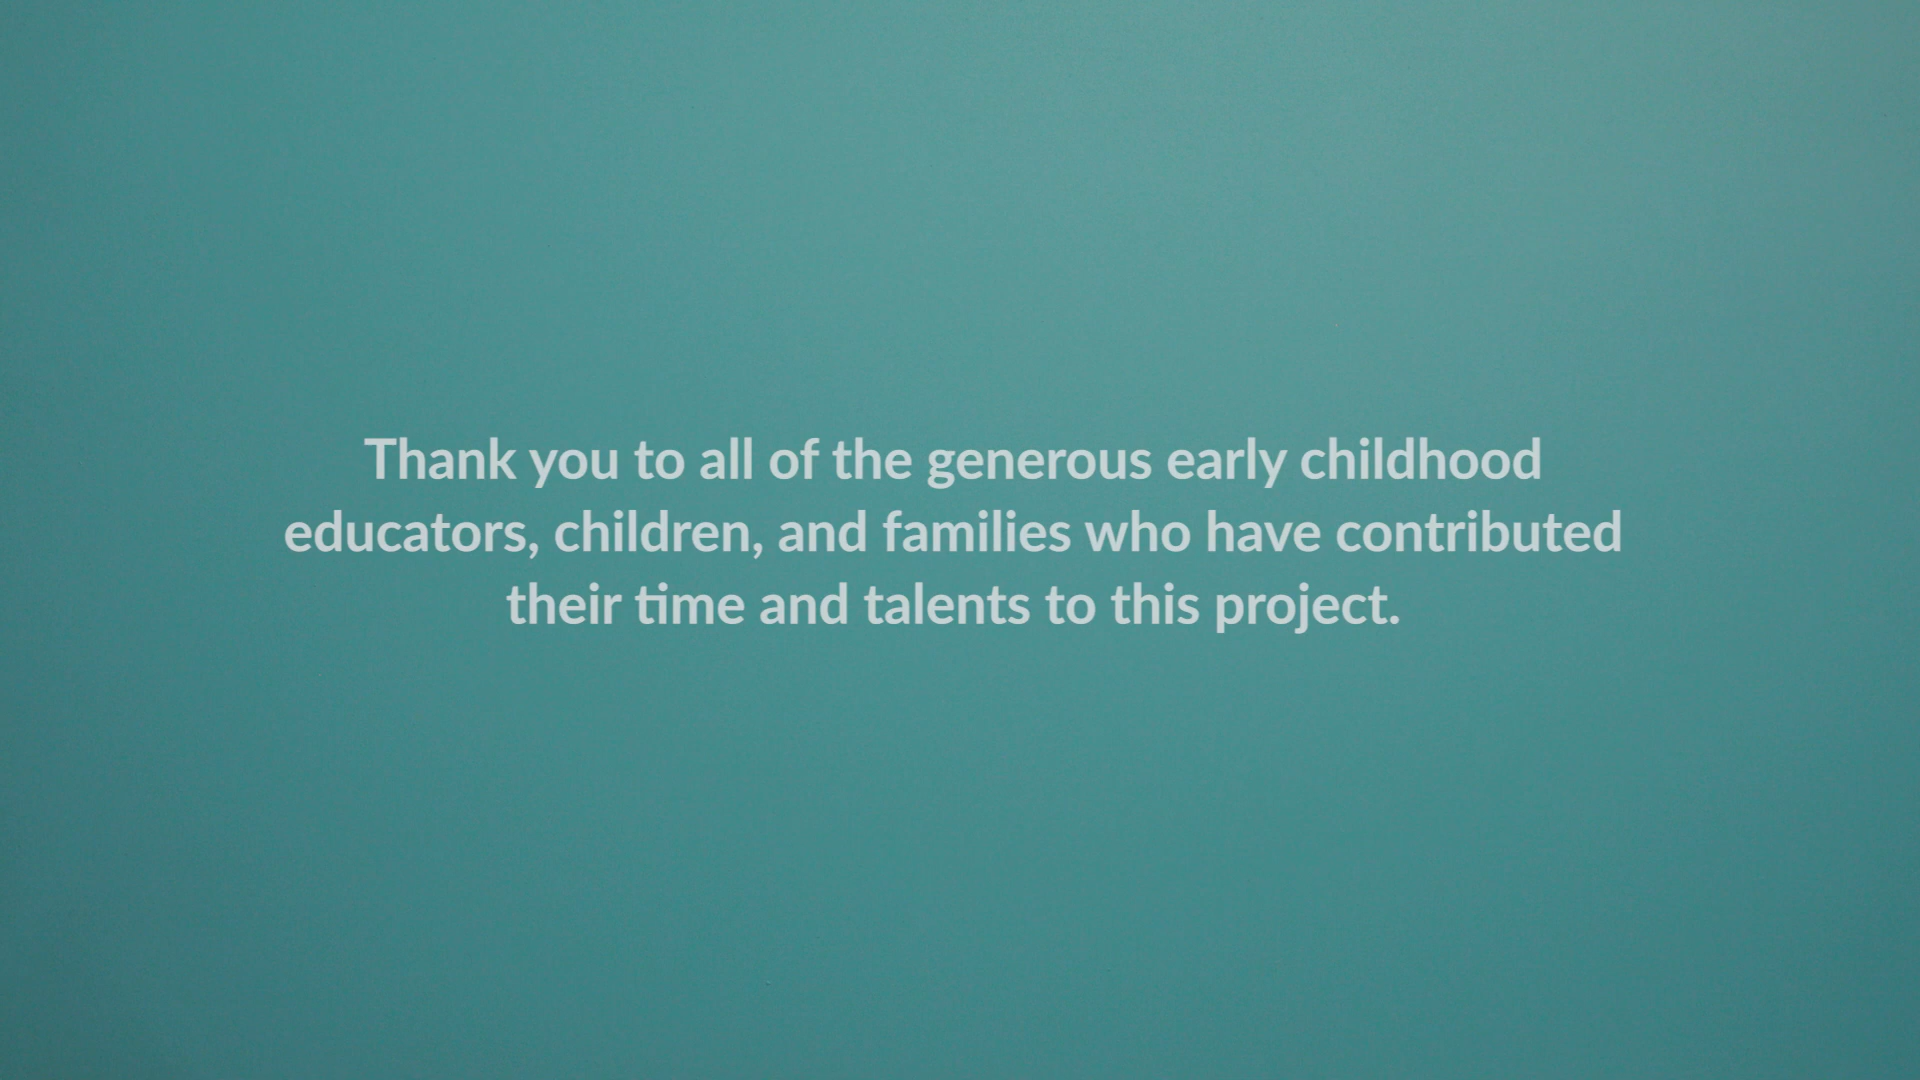 Thank you to all of the generous early childhood
educators, children, and families who have contributed
their time and talents to this project.